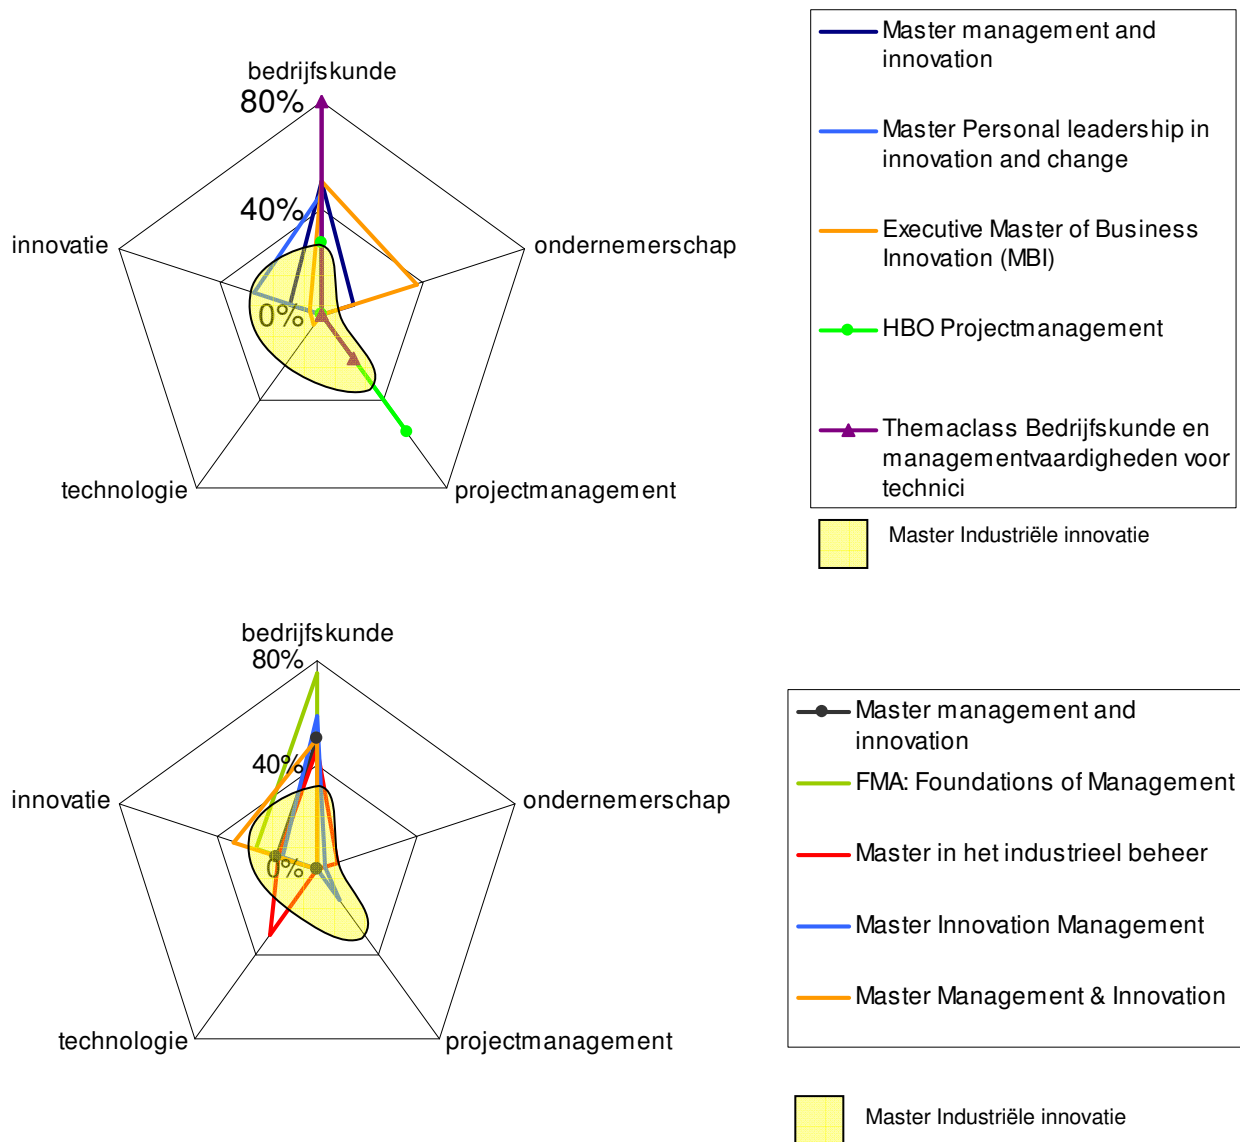 bedrijfskunde
80%
40%
0%
innovatie
ondernemerschap
technologie
projectmanagement
Master management and
innovation
Master Personal leadership in
innovation and change
Executive Master of Business
Innovation (MBI)
HBO Projectmanagement
Themaclass Bedrijfskunde en
managementvaardigheden voor
technici
Master Industriële innovatie
bedrijfskunde
80%
40%
0%
innovatie
ondernemerschap
technologie
projectmanagement
Master management and
innovation
FMA: Foundations of Management
Master in het industrieel beheer
Master Innovation Management
Master Management & Innovation
Master Industriële innovatie